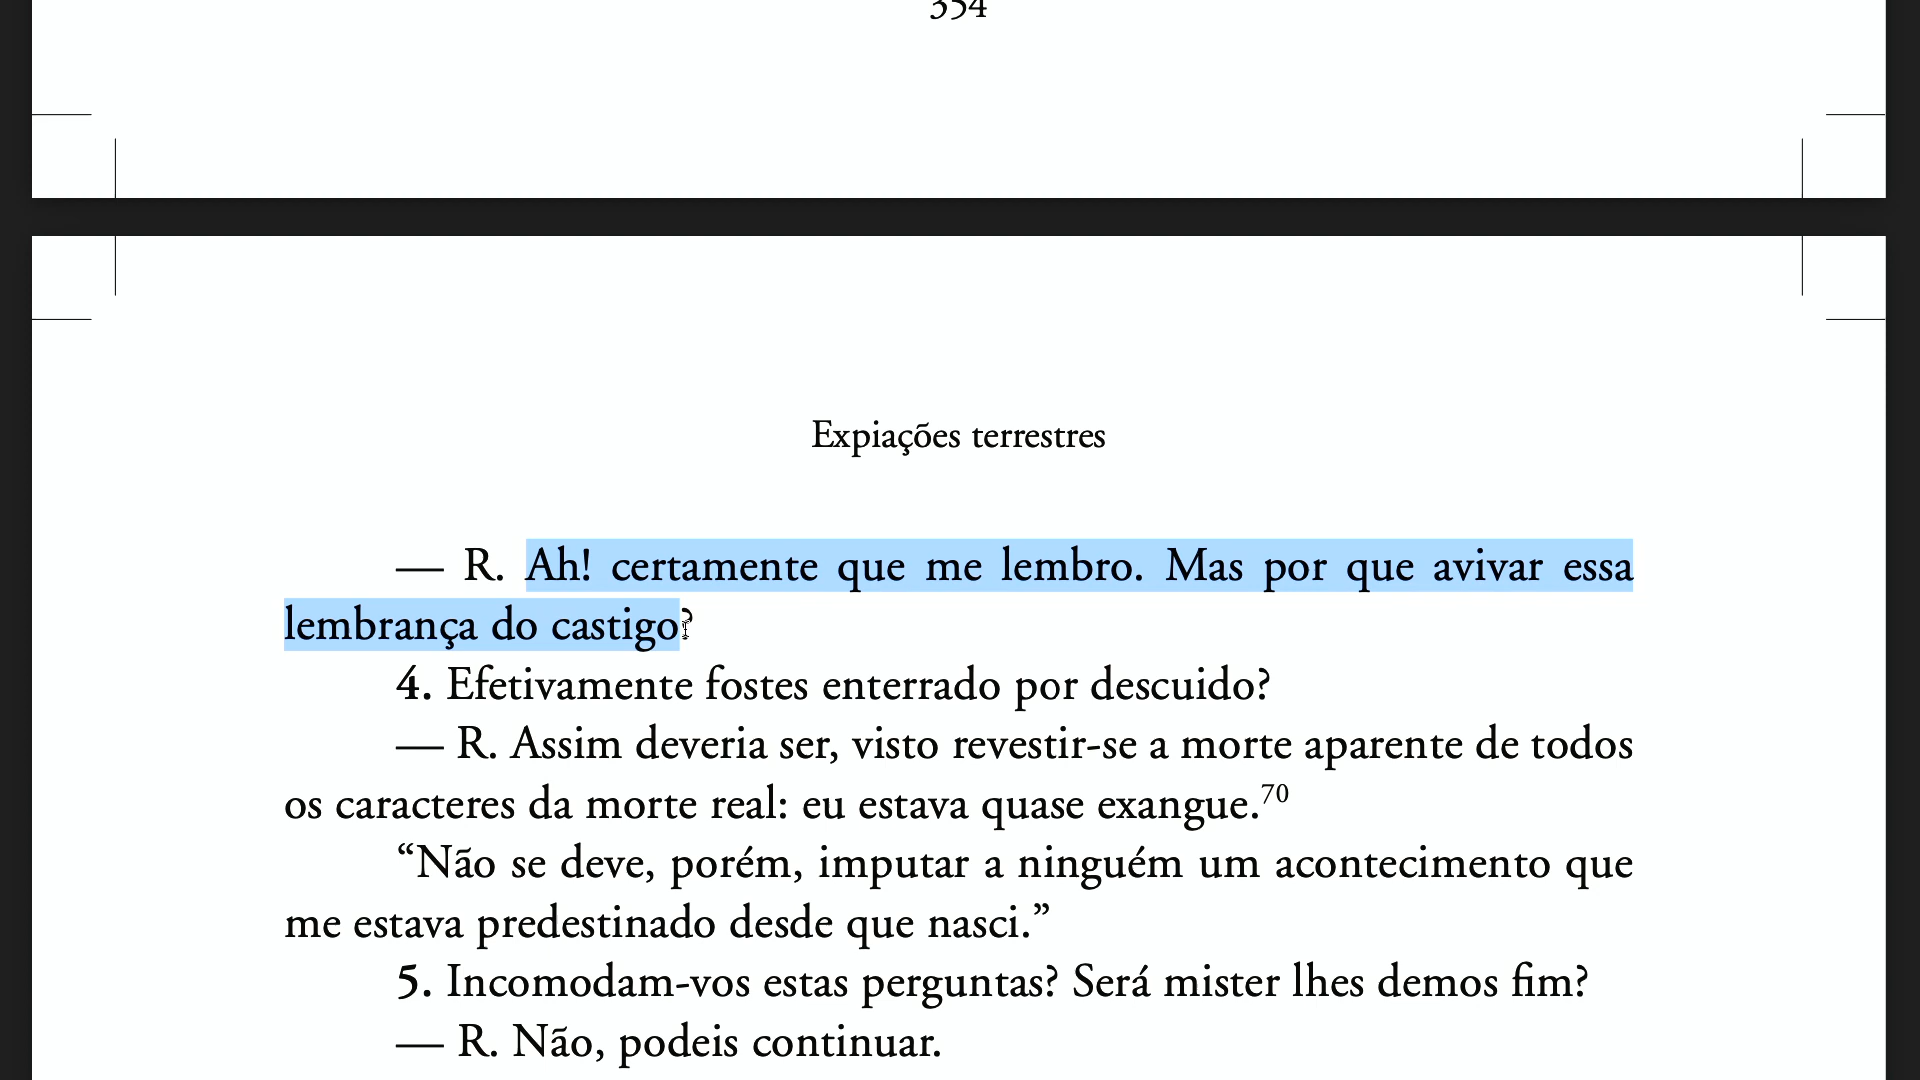 354
Expiações terrestres
— R. Ah! certamente que me lembro. Mas por que avivar essa
lembrança do castigo?
4. Efetivamente fostes enterrado por descuido?
— R. Assim deveria ser, visto revestir-se a morte aparente de todos
os caracteres da morte real: eu estava quase exangue.70
“Não se deve, porém, imputar a ninguém um acontecimento que
me estava predestinado desde que nasci.”
5. Incomodam-vos estas perguntas? Será mister lhes demos fim?
— R. Não, podeis continuar.